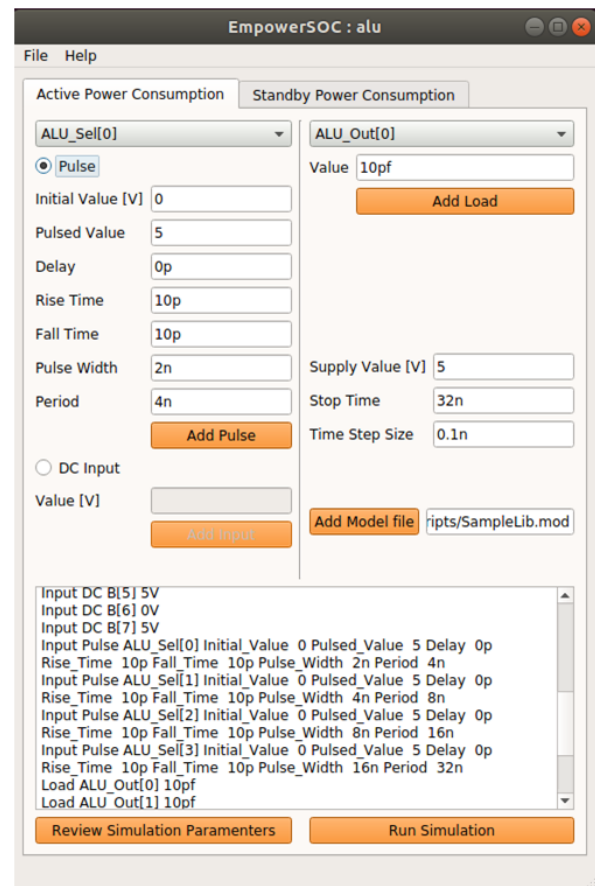 EmpowerSOC : alu
File Help
Active Power Consumption
Standby Power Consumption
ALU_Sel[0]
Pulse
Initial Value [V] 0
Pulsed Value 5
Delay 0p
Rise Time 10p
Fall Time 10p
Pulse Width 2n
Period 4n
Add Pulse
DC Input
Value [V]
Add Input
ALU_Out[0]
Value 10pf
Add Load
Supply Value [V] 5
Stop Time 32n
Time Step Size 0.1n
Add Model file ripts/SampleLib.mod
Input DC B[5] 5V
Input DC B[6] 0V
Input DC B[7] 5V
Input Pulse ALU_Sel[0] Initial_Value 0 Pulsed_Value 5 Delay 0p
Rise_Time 10p Fall_Time 10p Pulse_Width 2n Period 4n
Input Pulse ALU_Sel[1] Initial_Value 0 Pulsed_Value 5 Delay 0p
Rise_Time 10p Fall_Time 10p Pulse_Width 4n Period 8n
Input Pulse ALU_Sel[2] Initial_Value 0 Pulsed_Value 5 Delay 0p
Rise_Time 10p Fall_Time 10p Pulse_Width 8n Period 16n
Input Pulse ALU_Sel[3] Initial_Value 0 Pulsed_Value 5 Delay 0p
Rise_Time 10p Fall_Time 10p Pulse_Width 16n Period 32n
Load ALU_Out[0] 10pf
Load ALU_Out[1] 10pf
Review Simulation Paramenters
Run Simulation